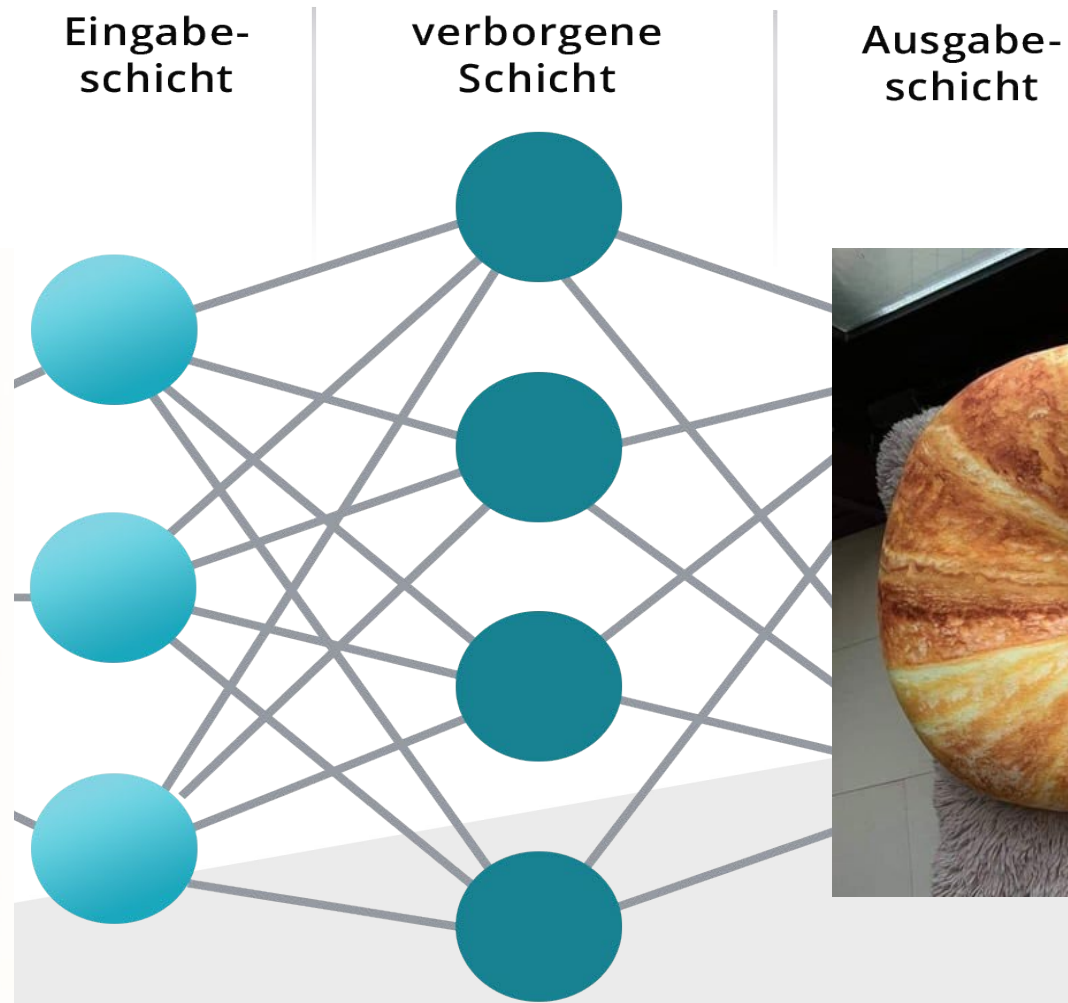 Eingabe-
schicht
verborgene
Schicht
Ausgabe-
schicht